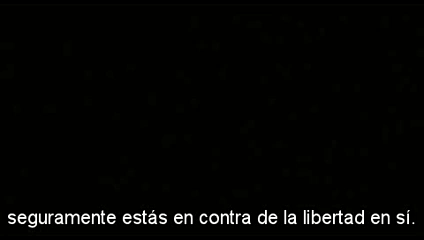 seguramente estás en contra de la libertad en sí.